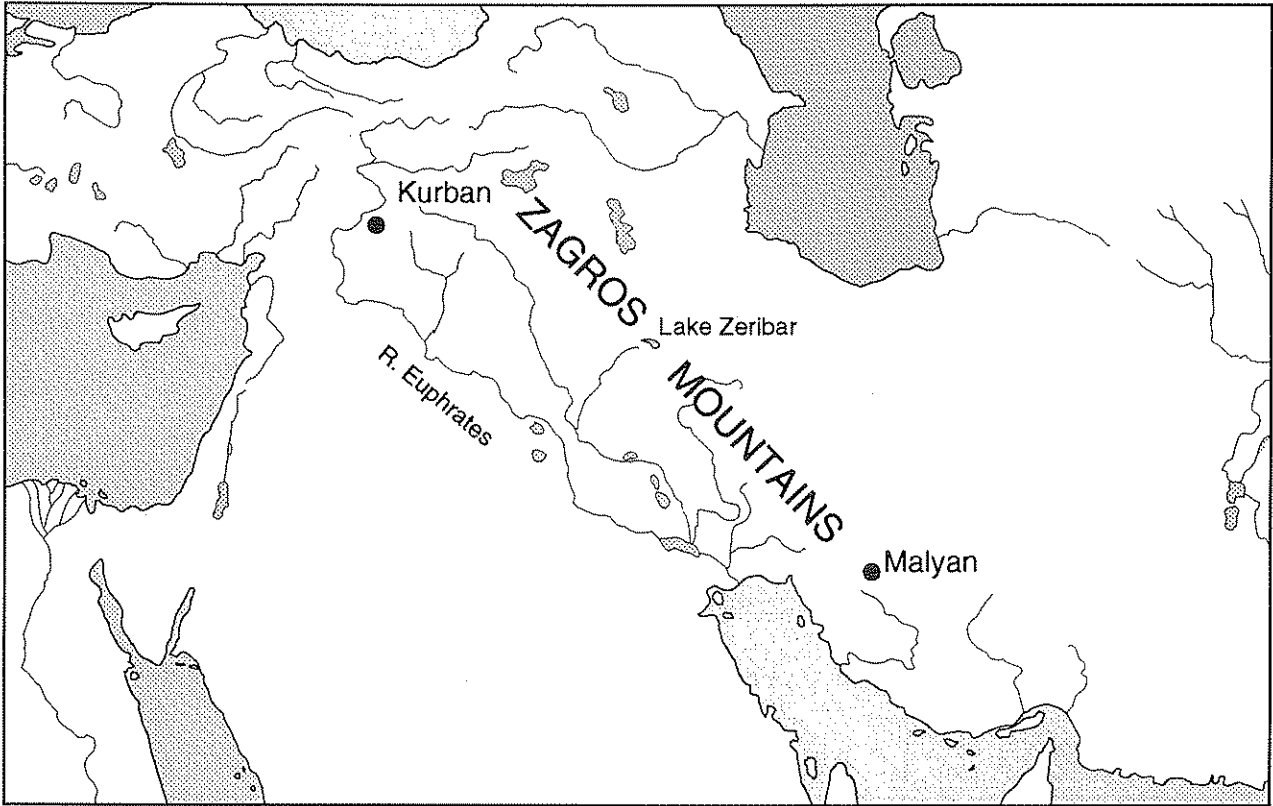 Kurban
ZAGROS
Lake Zeribar
MOUNTAINS
R. Euphrates
Malyan